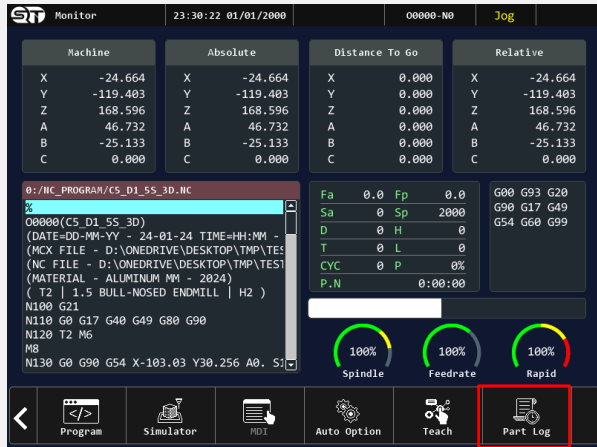 Monitor
23:30:22 01/01/2000
O0000-N0
Jog
Machine
X -24.664
Y -119.403
Z 168.596
A 46.732
B -25.133
C 0.000
Absolute
X -24.664
Y -119.403
Z 168.596
A 46.732
B -25.133
C 0.000
Distance To Go
X 0.000
Y 0.000
Z 0.000
A 0.000
B 0.000
C 0.000
Relative
X -24.664
Y -119.403
Z 168.596
A 46.732
B -25.133
C 0.000
0:/NC_PROGRAM/C5_D1_5S_3D.NC
%
O0000(C5_D1_5S_3D)
(DATE=DD-MM-YY - 24-01-24 TIME=HH:MM -
(MCX FILE - D:\ONEDRIVE\DESKTOP\TMP\TES
(NC FILE - D:\ONEDRIVE\DESKTOP\TMP\TEST
(MATERIAL - ALUMINUM MM - 2024)
( T2 | 1.5 BULL-NOSED ENDMILL | H2 )
N100 G21
N110 G0 G17 G40 G49 G80 G90
N120 T2 M6
M8
N130 G0 G90 G54 X-103.03 Y30.256 A0. S1
Fa 0.0 Fp 0.0
Sa 0 Sp 2000
D 0 H 0
T 0 L 0
CYC 0 P 0%
P.N 0:00:00
G00 G93 G20
G90 G17 G49
G54 G60 G99
100%
Spindle
100%
Feedrate
100%
Rapid
Program
Simulator
MDI
Auto Option
Teach
Part Log